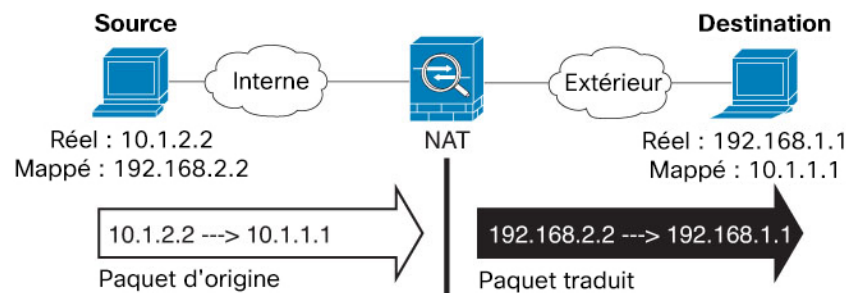 Source
Destination
Interne
Extérieur
Réel : 10.1.2.2
NAT
Réel : 192.168.1.1
Mappé : 192.168.2.2
Mappé : 10.1.1.1
10.1.2.2 ---> 10.1.1.1
192.168.2.2 ---> 192.168.1.1
Paquet d'origine
Paquet traduit